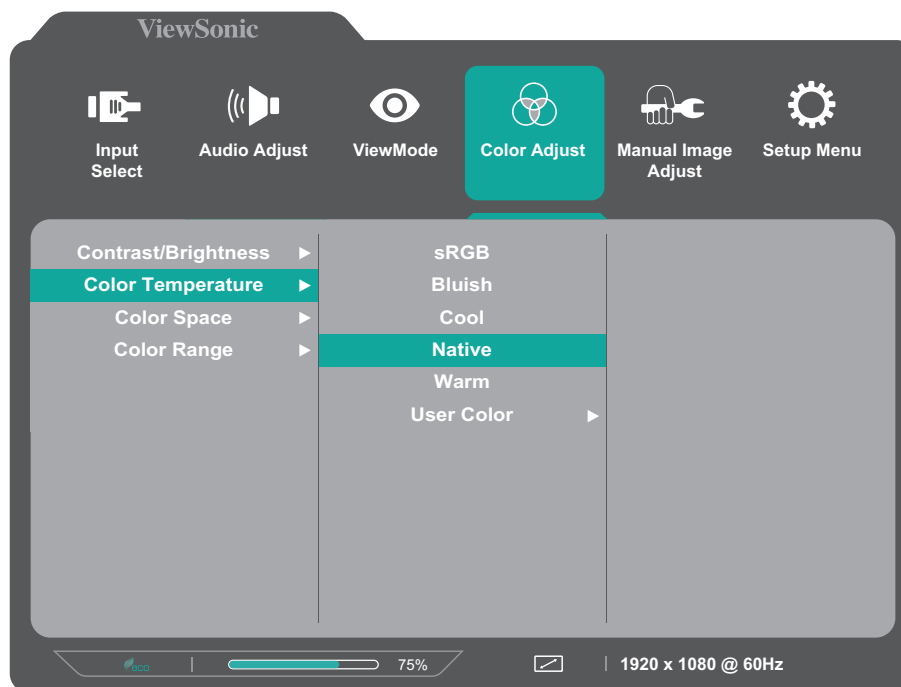 ViewSonic
Input Select
Audio Adjust
ViewMode
Color Adjust
Manual Image Adjust
Setup Menu
Contrast/Brightness
Color Temperature
Color Space
Color Range
sRGB
Bluish
Cool
Native
Warm
User Color
eco
75%
1920 x 1080 @ 60Hz